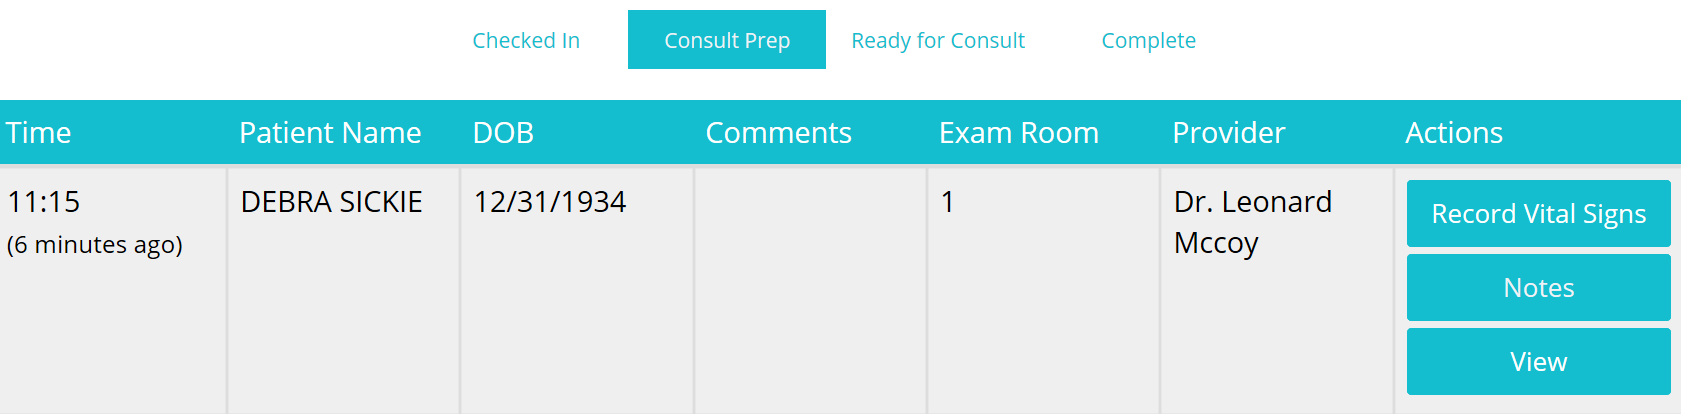 Checked In Consult Prep Ready for Consult Complete
Time Patient Name DOB Comments Exam Room Provider Actions
11:15 DEBRA SICKIE 12/31/1934 1 Dr. Leonard Record Vital Signs
(6 minutes ago) Mccoy
Notes
View